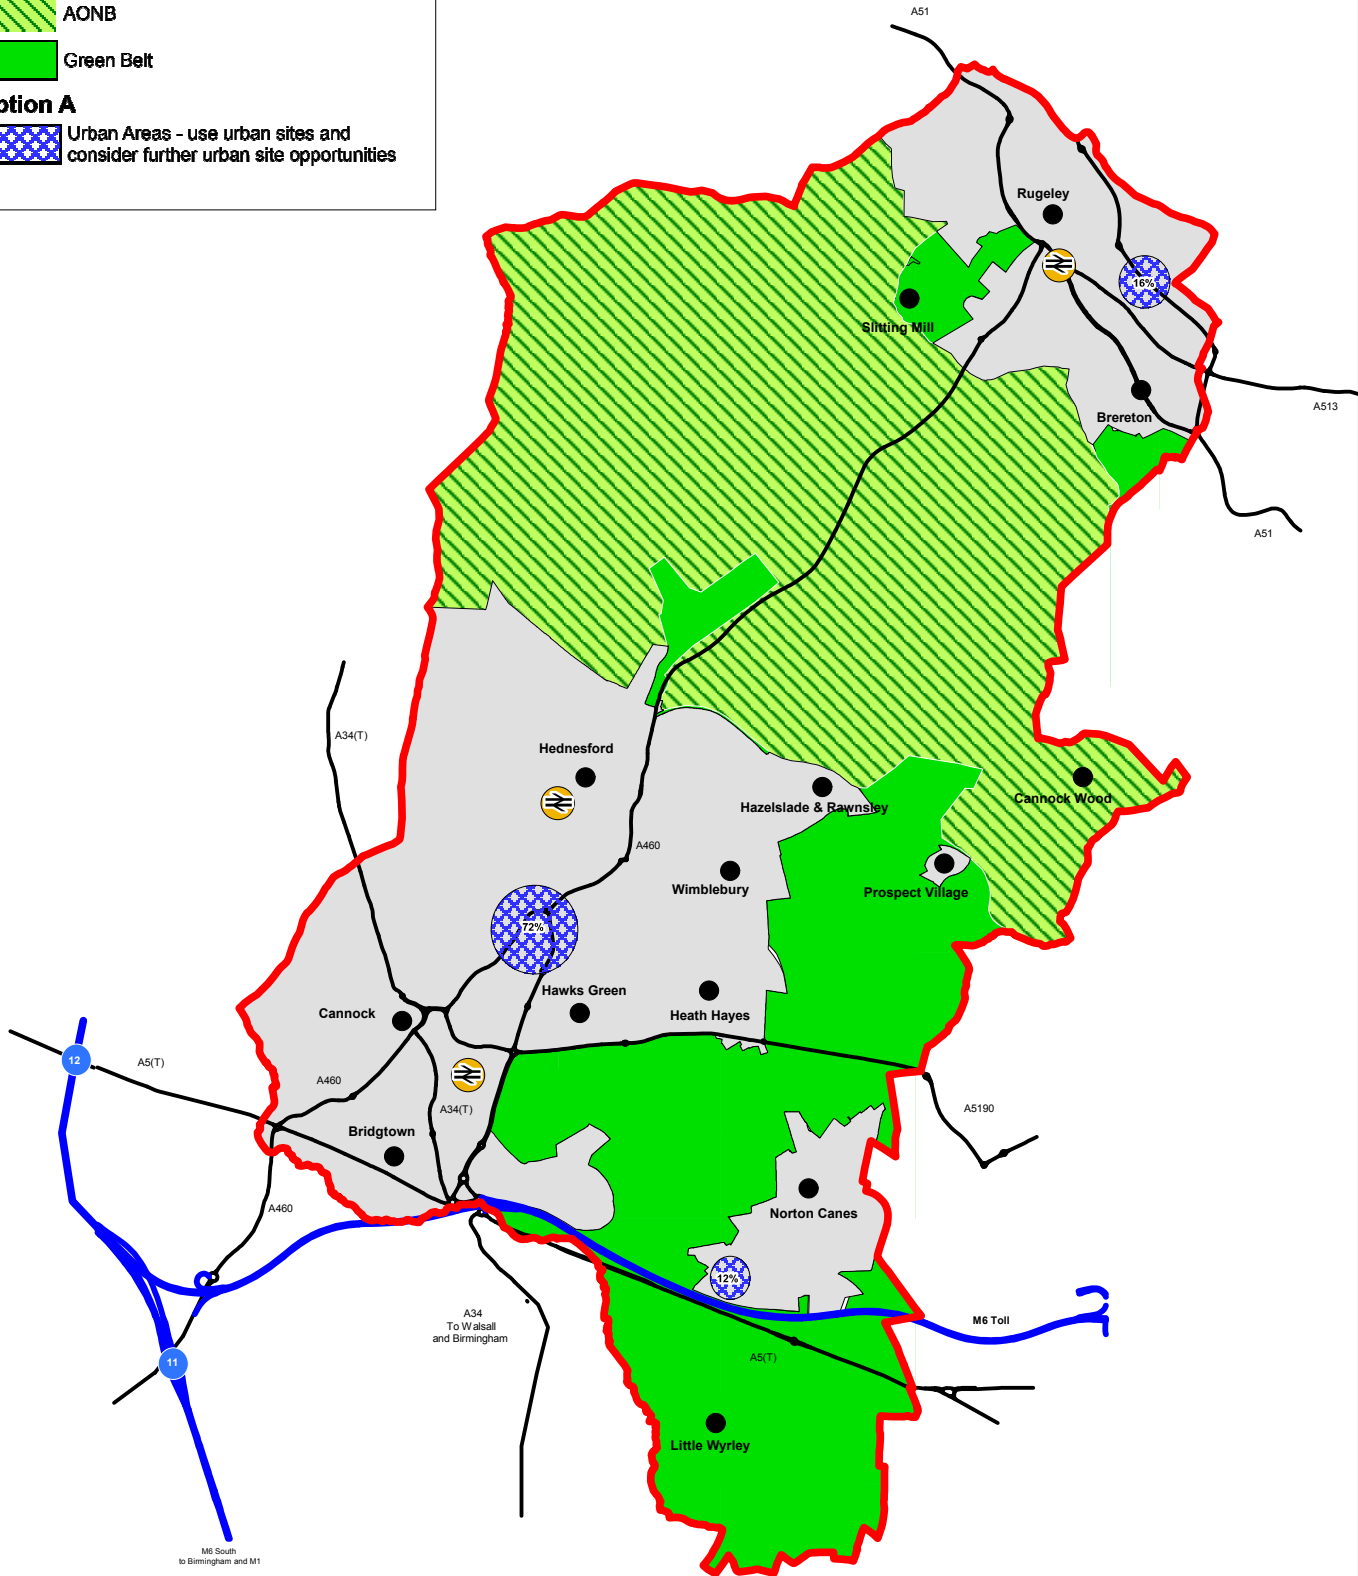 AONB
Green Belt
ption A
Urban Areas - use urban sites and
consider further urban site opportunities
A51
Rugeley
16%
Slitting Mill
A513
Brereton
A51
A34(T)
Hednesford
Cannock Wood
Hazelslade & Rawnsley
A460
Wimblebury
Prospect Village
72%
Hawks Green
Cannock
Heath Hayes
12
A5(T)
A460
A34(T)
A5190
Bridgtown
A460
Norton Canes
12%
A34
To Walsall
and Birmingham
M6 Toll
A5(T)
11
Little Wyrley
M6 South
to Birmingham and M1